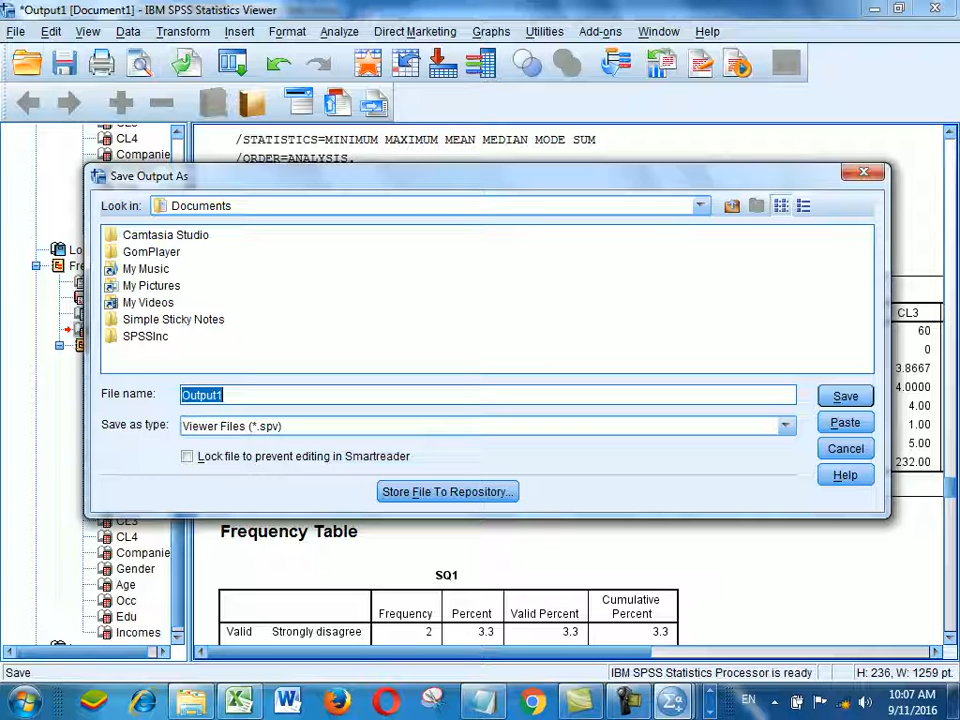 *Output1 [Document1] - IBM SPSS Statistics Viewer
File Edit View Data Transform Insert Format Analyze Direct Marketing Graphs Utilities Add-ons Window Help
CL4
Companie
/STATISTICS=MINIMUM MAXIMUM MEAN MEDIAN MODE SUM
/ORDER=ANALYSIS.
Save Output As
Look in: Documents
Camtasia Studio
GomPlayer
My Music
My Pictures
My Videos
Simple Sticky Notes
SPSSInc
File name: Output1
Save as type: Viewer Files (*.spv)
Lock file to prevent editing in Smartreader
Store File To Repository...
Save
Paste
Cancel
Help
Lo
Fre
CL3
60
0
3.8667
4.0000
4.00
1.00
5.00
232.00
CL3
CL4
Companie
Gender
Age
Occ
Edu
Incomes
Frequency Table
SQ1
Frequency Percent Valid Percent Cumulative Percent
Valid Strongly disagree 2 3.3 3.3 3.3
Save
IBM SPSS Statistics Processor is ready
H: 236, W: 1259 pt.
EN
10:07 AM
9/11/2016